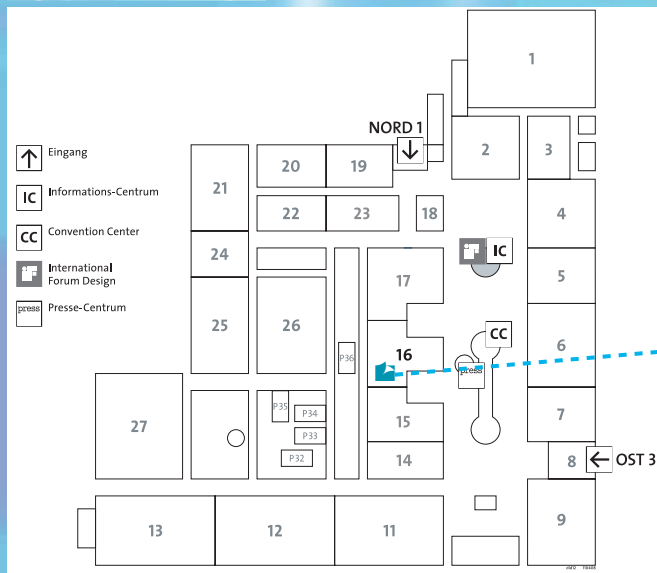 1
NORD 1
2
3
Eingang
20
19
21
IC
Informations-Centrum
4
22
23
18
CC
Convention Center
24
iF
IC
iF
International
Forum Design
17
5
25
26
press
Presse-Centrum
CC
P36
16
6
press
P35
P34
27
15
7
P33
P32
14
8
OST 3
13
12
11
9